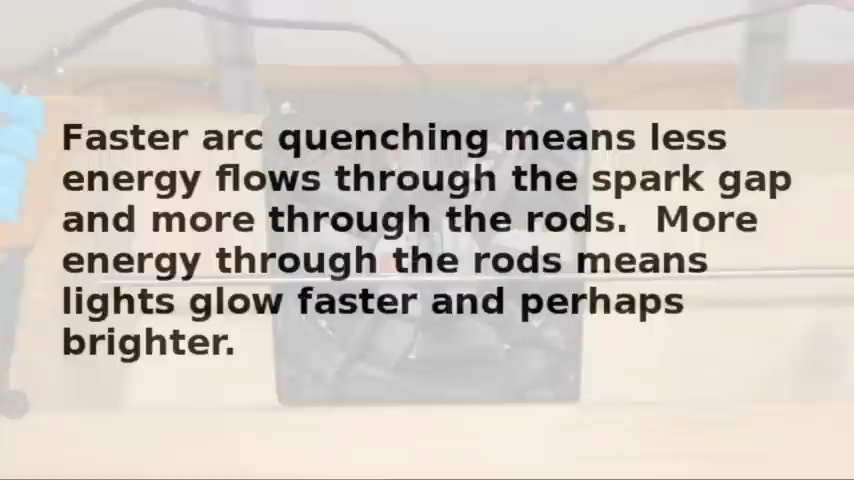 Faster arc quenching means less
energy flows through the spark gap
and more through the rods.  More
energy through the rods means
lights glow faster and perhaps
brighter.